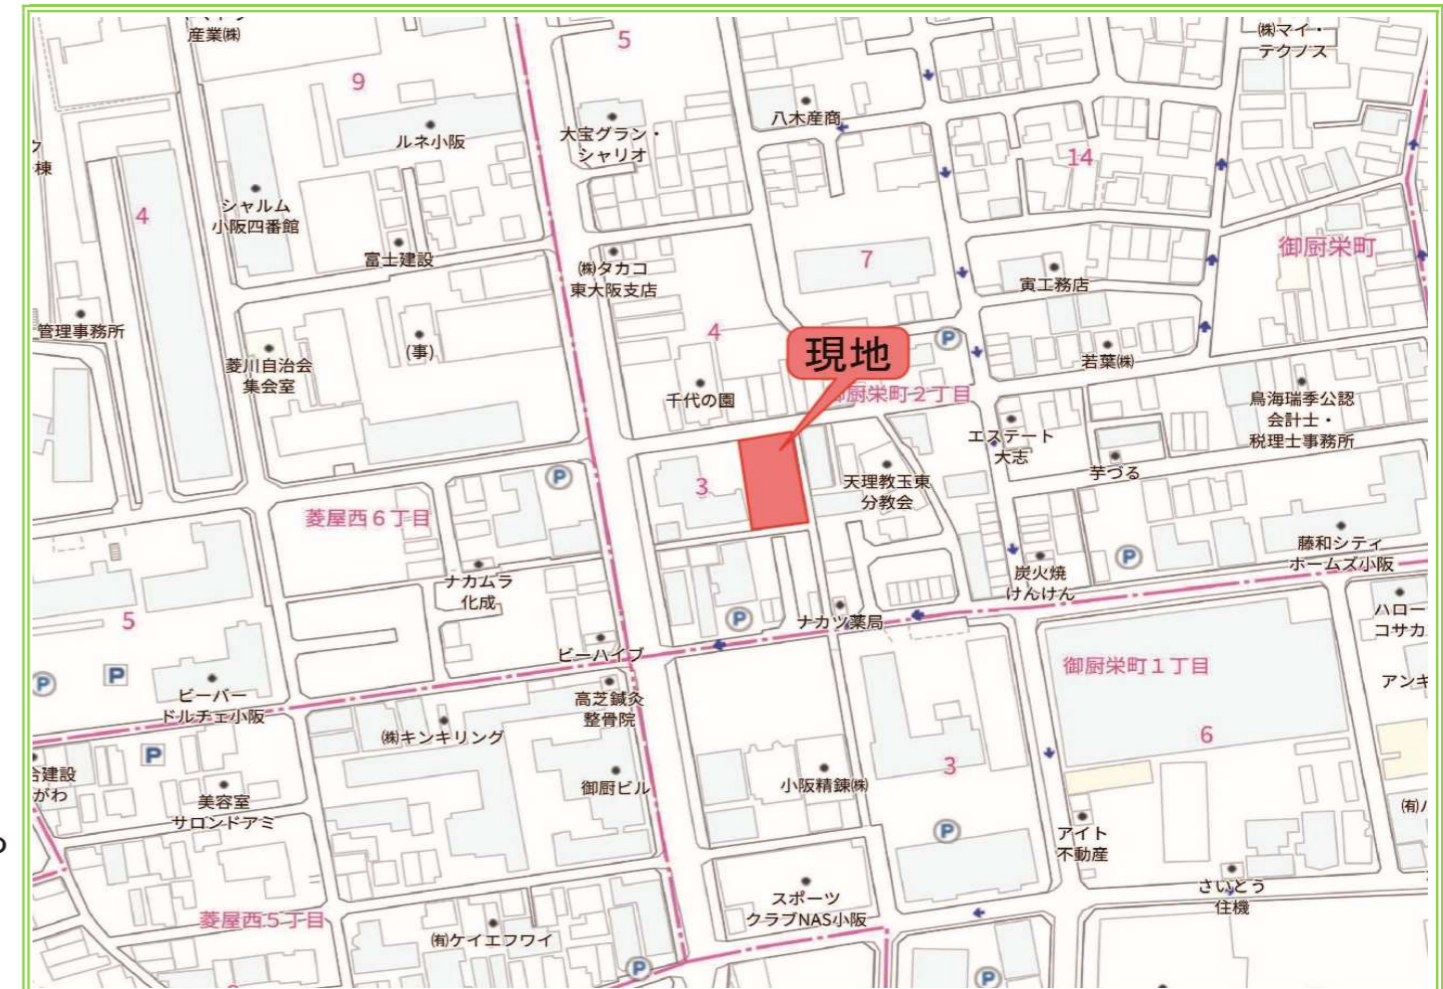 産業㈱
9
5
㈱マイ・
テクノス
ルネ小阪
大宝グラン・
シャリオ
八木産商
14
棟
4
シャルム
小阪四番館
富士建設
㈱タカコ
東大阪支店
7
寅工務店
御厨栄町
管理事務所
菱川自治会
集会室
(事)
4
現地
P
若葉㈱
千代の園
御厨栄町2丁目
エステート
大志
鳥海瑞季公認
会計士・
税理士事務所
芋づる
P
3
天理教玉東
分教会
菱屋西6丁目
ナカムラ
化成
炭火焼
けんけん
P
藤和シティ
ホームズ小阪
5
P
P
ビーバー
ドルチェ小阪
ビーハイブ
P
ナカツ薬局
御厨栄町1丁目
ハロー
コサカ
アンキ
高芝鍼灸
整骨院
㈱キンキリング
P
合建設
がわ
美容室
サロンドアミ
御厨ビル
小阪精錬㈱
3
6
P
アイト
不動産
㈲ハ
さいとう
住機
スポーツ
クラブNAS小阪
菱屋西5丁目
㈲ケイエフワイ
P
P